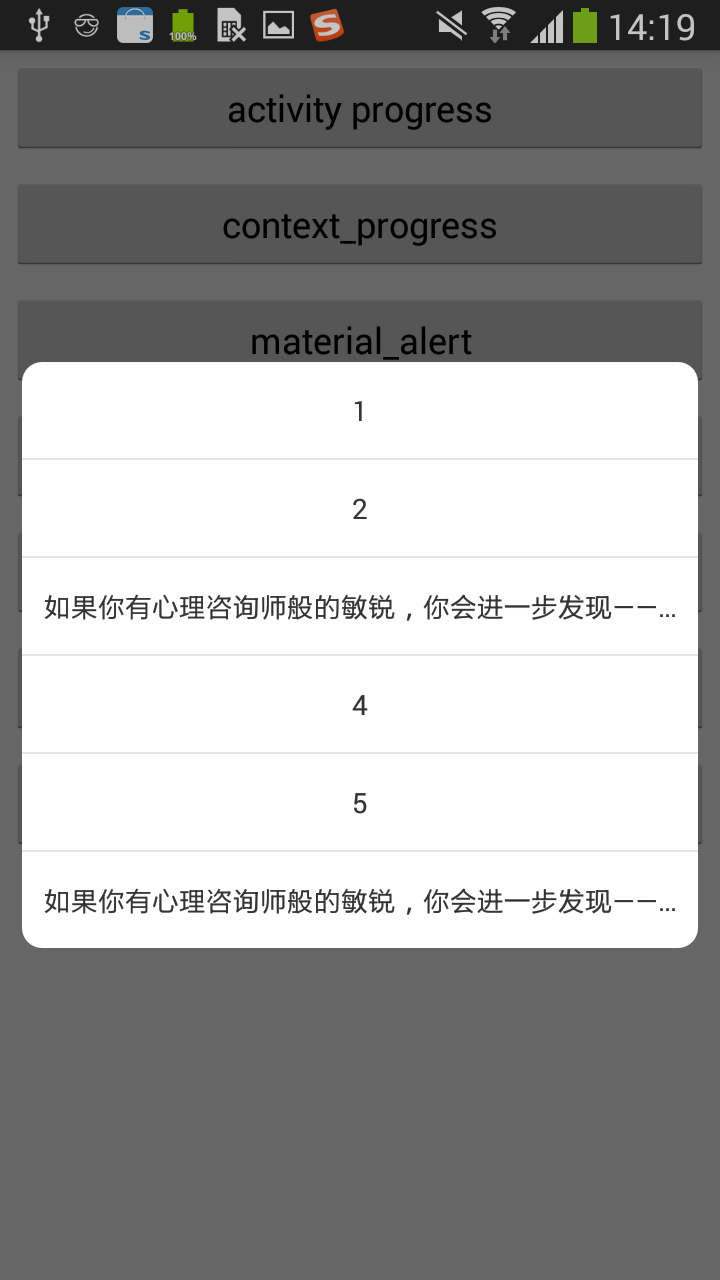 100%
14:19
activity progress
context_progress
material_alert
1
2
如果你有心理咨询师般的敏锐，你会进一步发现——...
4
5
如果你有心理咨询师般的敏锐，你会进一步发现——...